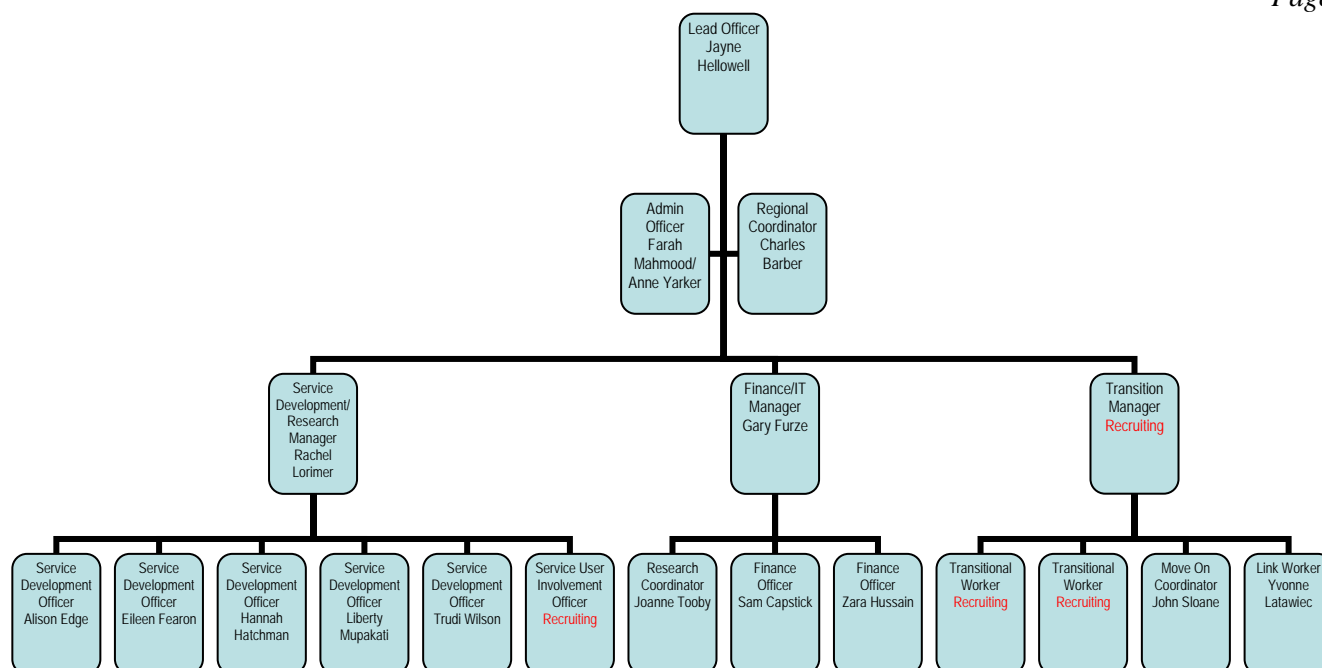 Page
Lead Officer
Jayne
Hellowell
Admin
Officer
Farah
Mahmood/
Anne Yarker
Regional
Coordinator
Charles
Barber
Service
Development/
Research
Manager
Rachel
Lorimer
Finance/IT
Manager
Gary Furze
Transition
Manager
Recruiting
Service
Development
Officer
Alison Edge
Service
Development
Officer
Eileen Fearon
Service
Development
Officer
Hannah
Hatchman
Service
Development
Officer
Liberty
Mupakati
Service
Development
Officer
Trudi Wilson
Service User
Involvement
Officer
Recruiting
Research
Coordinator
Joanne Tooby
Finance
Officer
Sam Capstick
Finance
Officer
Zara Hussain
Transitional
Worker
Recruiting
Transitional
Worker
Recruiting
Move On
Coordinator
John Sloane
Link Worker
Yvonne
Latawiec